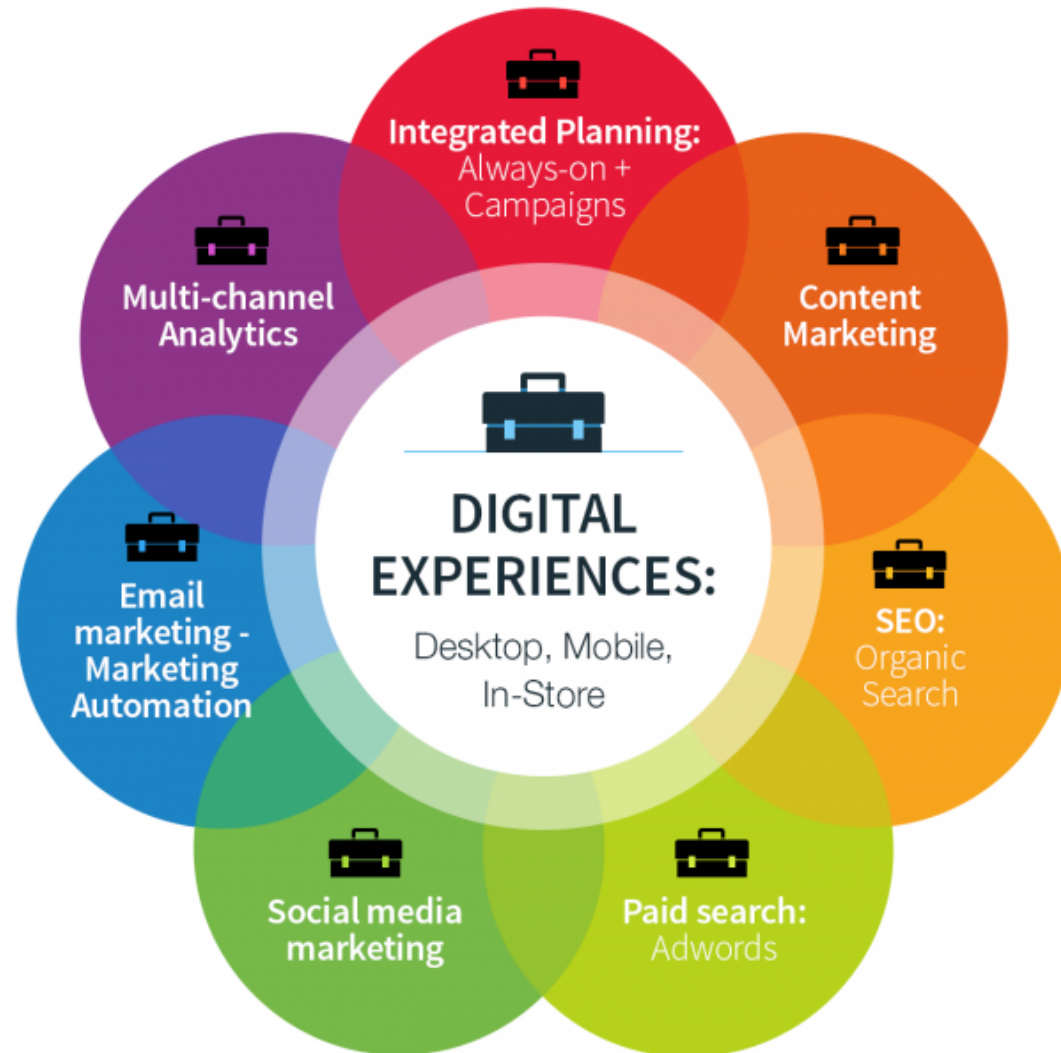 Integrated Planning:
Always-on +
Campaigns
Content
Marketing
SEO:
Organic
Search
Paid search:
Adwords
Social media
marketing
Email
marketing -
Marketing
Automation
Multi-channel
Analytics
DIGITAL
EXPERIENCES:
Desktop, Mobile,
In-Store